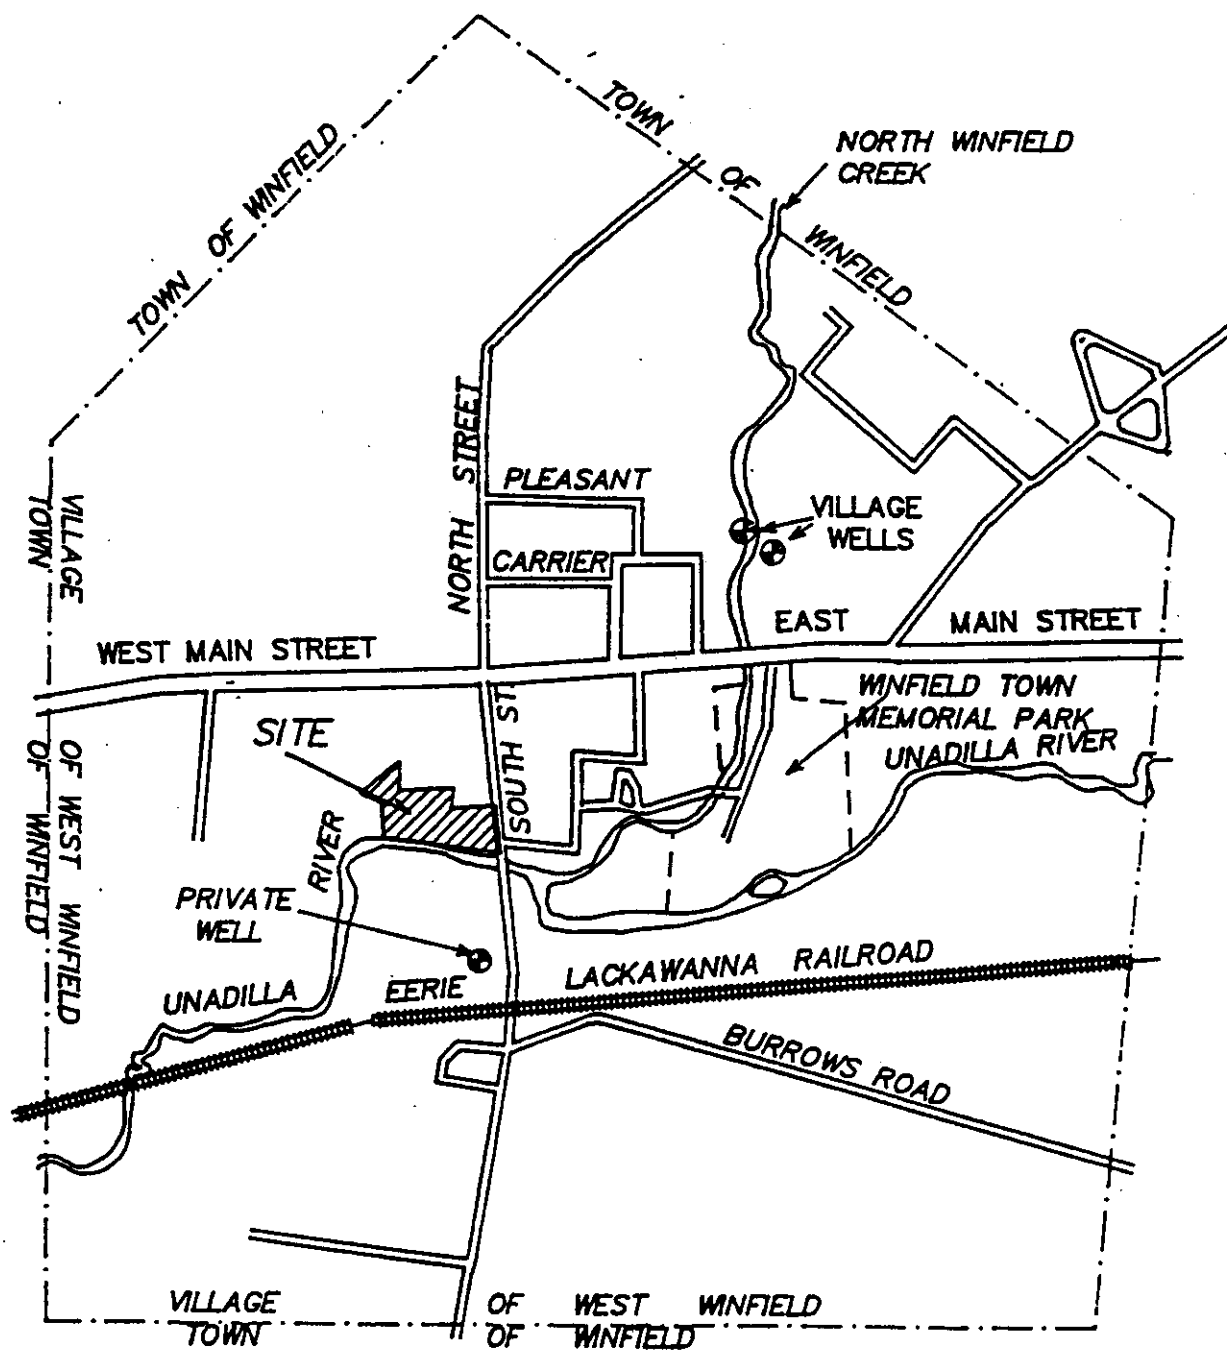 TOWN OF WINFIELD
TOWN OF WINFIELD
NORTH WINFIELD
CREEK
NORTH STREET
PLEASANT
CARRIER
VILLAGE
WELLS
EAST MAIN STREET
WEST MAIN STREET
VILLAGE OF WEST WINFIELD
TOWN OF WINFIELD
SITE
SOUTH ST
WINFIELD TOWN
MEMORIAL PARK
UNADILLA RIVER
PRIVATE
WELL
UNADILLA RIVER
EERIE LACKAWANNA RAILROAD
BURROWS ROAD
VILLAGE OF WEST WINFIELD
TOWN OF WINFIELD